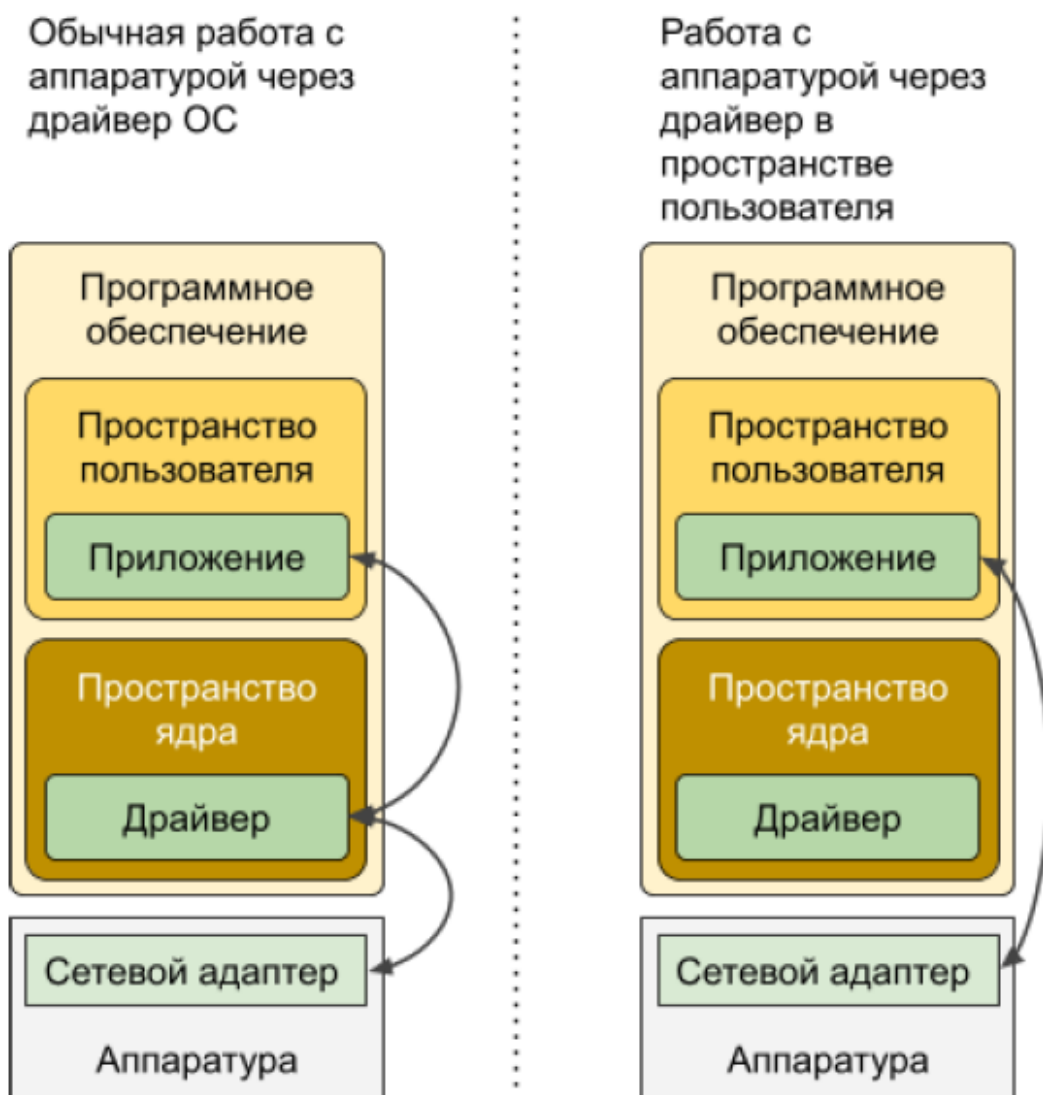 Обычная работа с
аппаратурой через
драйвер ОС
Программное
обеспечение
Пространство
пользователя
Приложение
Пространство
ядра
Драйвер
Сетевой адаптер
Аппаратура
Работа с
аппаратурой через
драйвер в
пространстве
пользователя
Программное
обеспечение
Пространство
пользователя
Приложение
Пространство
ядра
Драйвер
Сетевой адаптер
Аппаратура